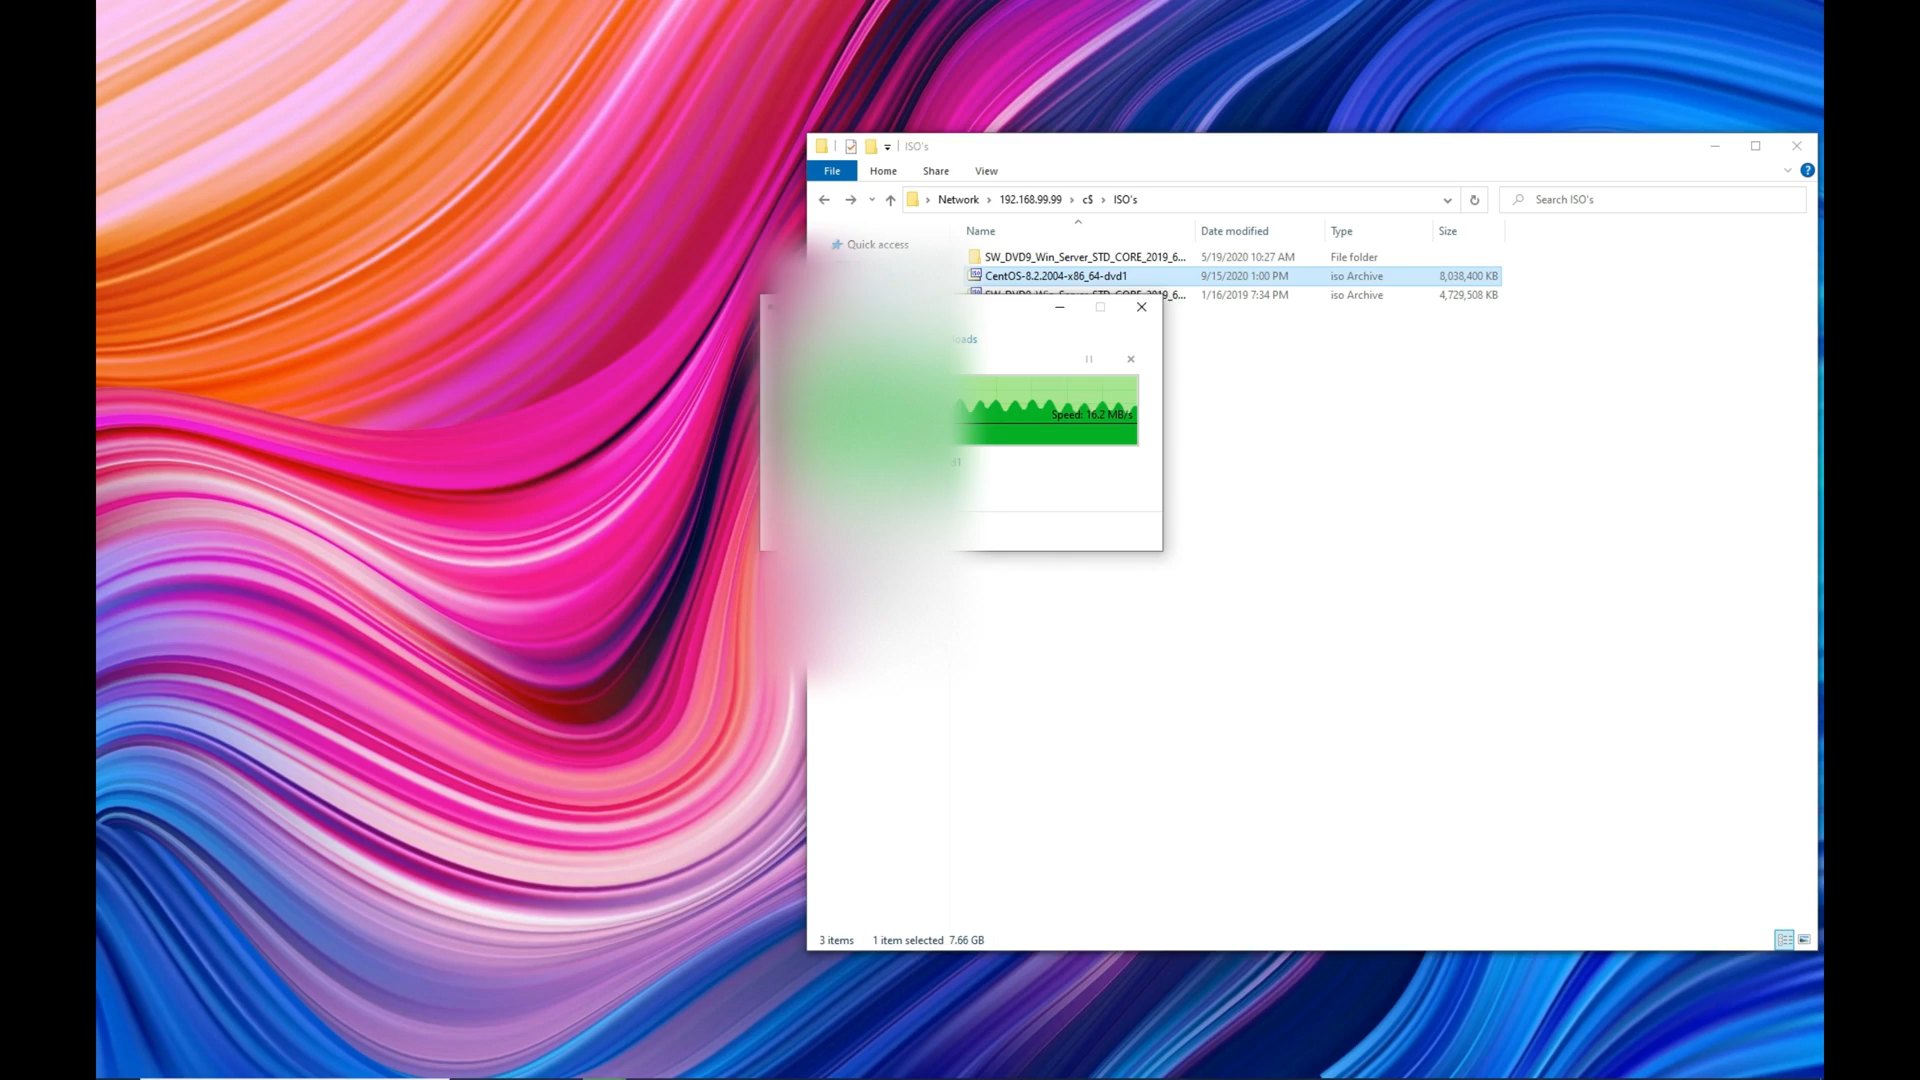 ISO's
File Home Share View
Network 192.168.99.99 c$ ISO's
Search ISO's
Name Date modified Type Size
Quick access
SW_DVD9_Win_Server_STD_CORE_2019_6... 5/19/2020 10:27 AM File folder
CentOS-8.2.2004-x86_64-dvd1 9/15/2020 1:00 PM iso Archive 8,038,400 KB
SW_DVD9_Win_Server_STD_CORE_2019_6... 1/16/2019 7:34 PM iso Archive 4,729,508 KB
Speed: 16.2 MB/s
3 items 1 item selected 7.66 GB